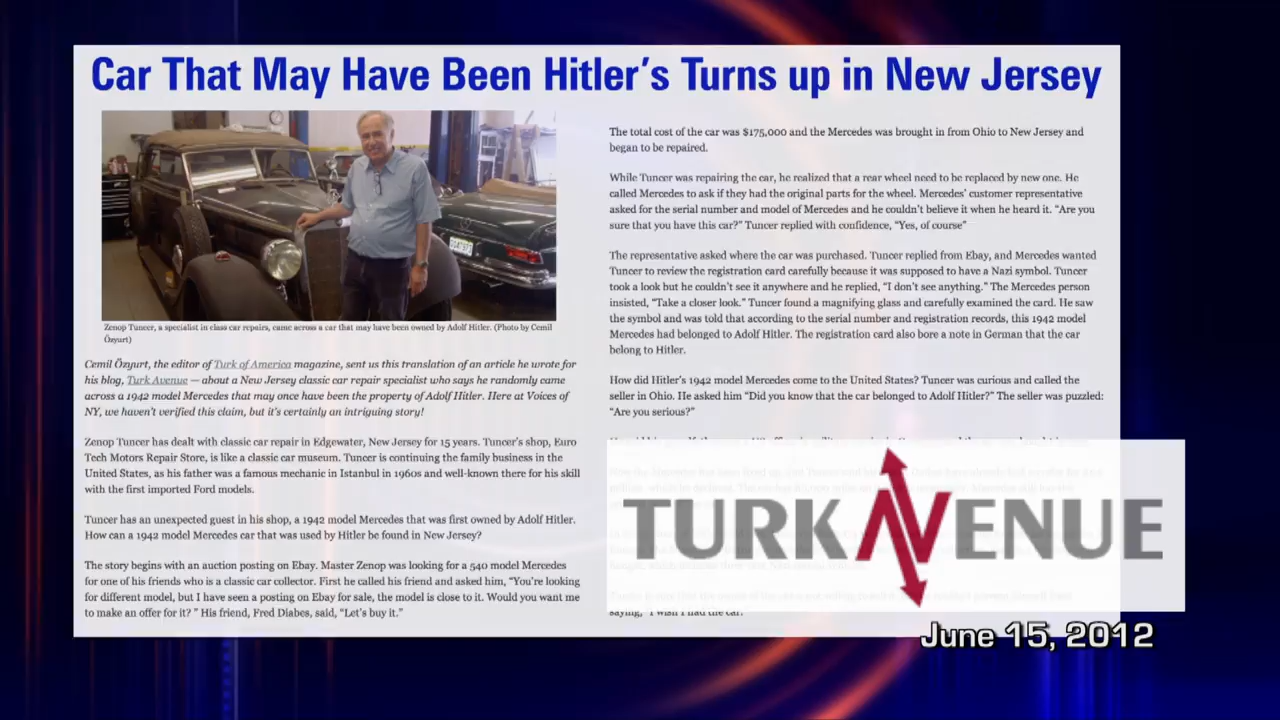 Car That May Have Been Hitler's Turns up in New Jersey
Zenop Tuncer, a specialist in class car repairs, came across a car that may have been owned by Adolf Hitler. (Photo by Cemil
Özyurt)
Cemil Özyurt, the editor of Turk of America magazine, sent us this translation of an article he wrote for
his blog, Turk Avenue — about a New Jersey classic car repair specialist who says he randomly came
across a 1942 model Mercedes that may once have been the property of Adolf Hitler. Here at Voices of
NY, we haven't verified this claim, but it's certainly an intriguing story!
Zenop Tuncer has dealt with classic car repair in Edgewater, New Jersey for 15 years. Tuncer's shop, Euro
Tech Motors Repair Store, is like a classic car museum. Tuncer is continuing the family business in the
United States, as his father was a famous mechanic in Istanbul in 1960s and well-known there for his skill
with the first imported Ford models.
Tuncer has an unexpected guest in his shop, a 1942 model Mercedes that was first owned by Adolf Hitler.
How can a 1942 model Mercedes car that was used by Hitler be found in New Jersey?
The story begins with an auction posting on Ebay. Master Zenop was looking for a 540 model Mercedes
for one of his friends who is a classic car collector. First he called his friend and asked him, "You're looking
for different model, but I have seen a posting on Ebay for sale, the model is close to it. Would you want me
to make an offer for it? " His friend, Fred Diabes, said, "Let's buy it."
The total cost of the car was $175,000 and the Mercedes was brought in from Ohio to New Jersey and
began to be repaired.
While Tuncer was repairing the car, he realized that a rear wheel need to be replaced by new one. He
called Mercedes to ask if they had the original parts for the wheel. Mercedes' customer representative
asked for the serial number and model of Mercedes and he couldn't believe it when he heard it. "Are you
sure that you have this car?" Tuncer replied with confidence, "Yes, of course"
The representative asked where the car was purchased. Tuncer replied from Ebay, and Mercedes wanted
Tuncer to review the registration card carefully because it was supposed to have a Nazi symbol. Tuncer
took a look but he couldn't see it anywhere and he replied, "I don't see anything." The Mercedes person
insisted, "Take a closer look." Tuncer found a magnifying glass and carefully examined the card. He saw
the symbol and was told that according to the serial number and registration records, this 1942 model
Mercedes had belonged to Adolf Hitler. The registration card also bore a note in German that the car
belong to Hitler.
How did Hitler's 1942 model Mercedes come to the United States? Tuncer was curious and called the
seller in Ohio. He asked him "Did you know that the car belonged to Adolf Hitler?" The seller was puzzled:
"Are you serious?"
TURK AVENUE
saying, "I wish I had the car.
June 15, 2012